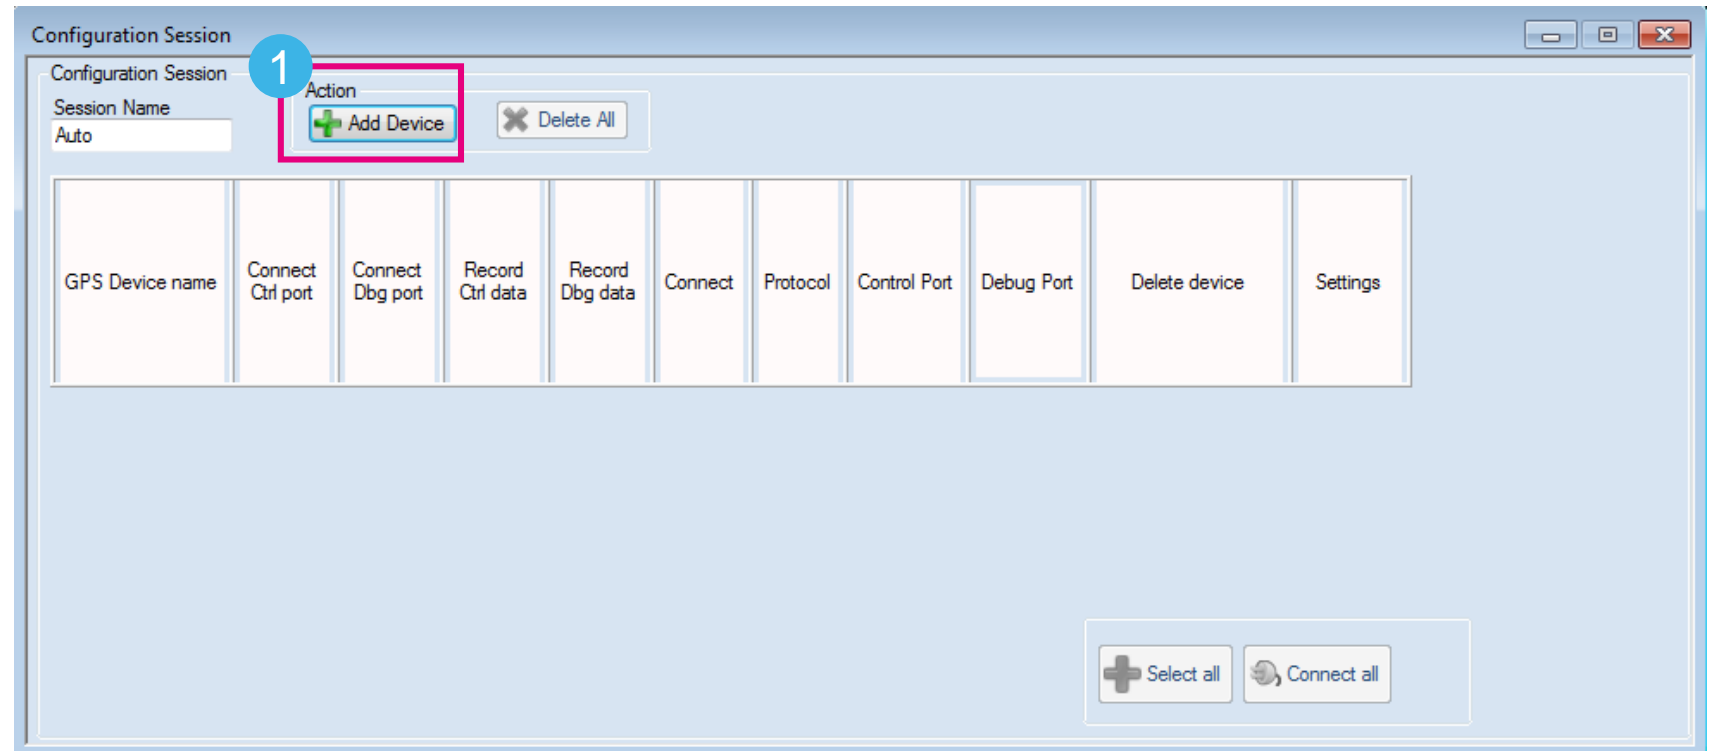 Configuration Session
1
Configuration Session
Session Name
Auto
Action
Add Device
Delete All
GPS Device name
Connect
Ctrl port
Connect
Dbg port
Record
Ctrl data
Record
Dbg data
Connect
Protocol
Control Port
Debug Port
Delete device
Settings
Select all
Connect all